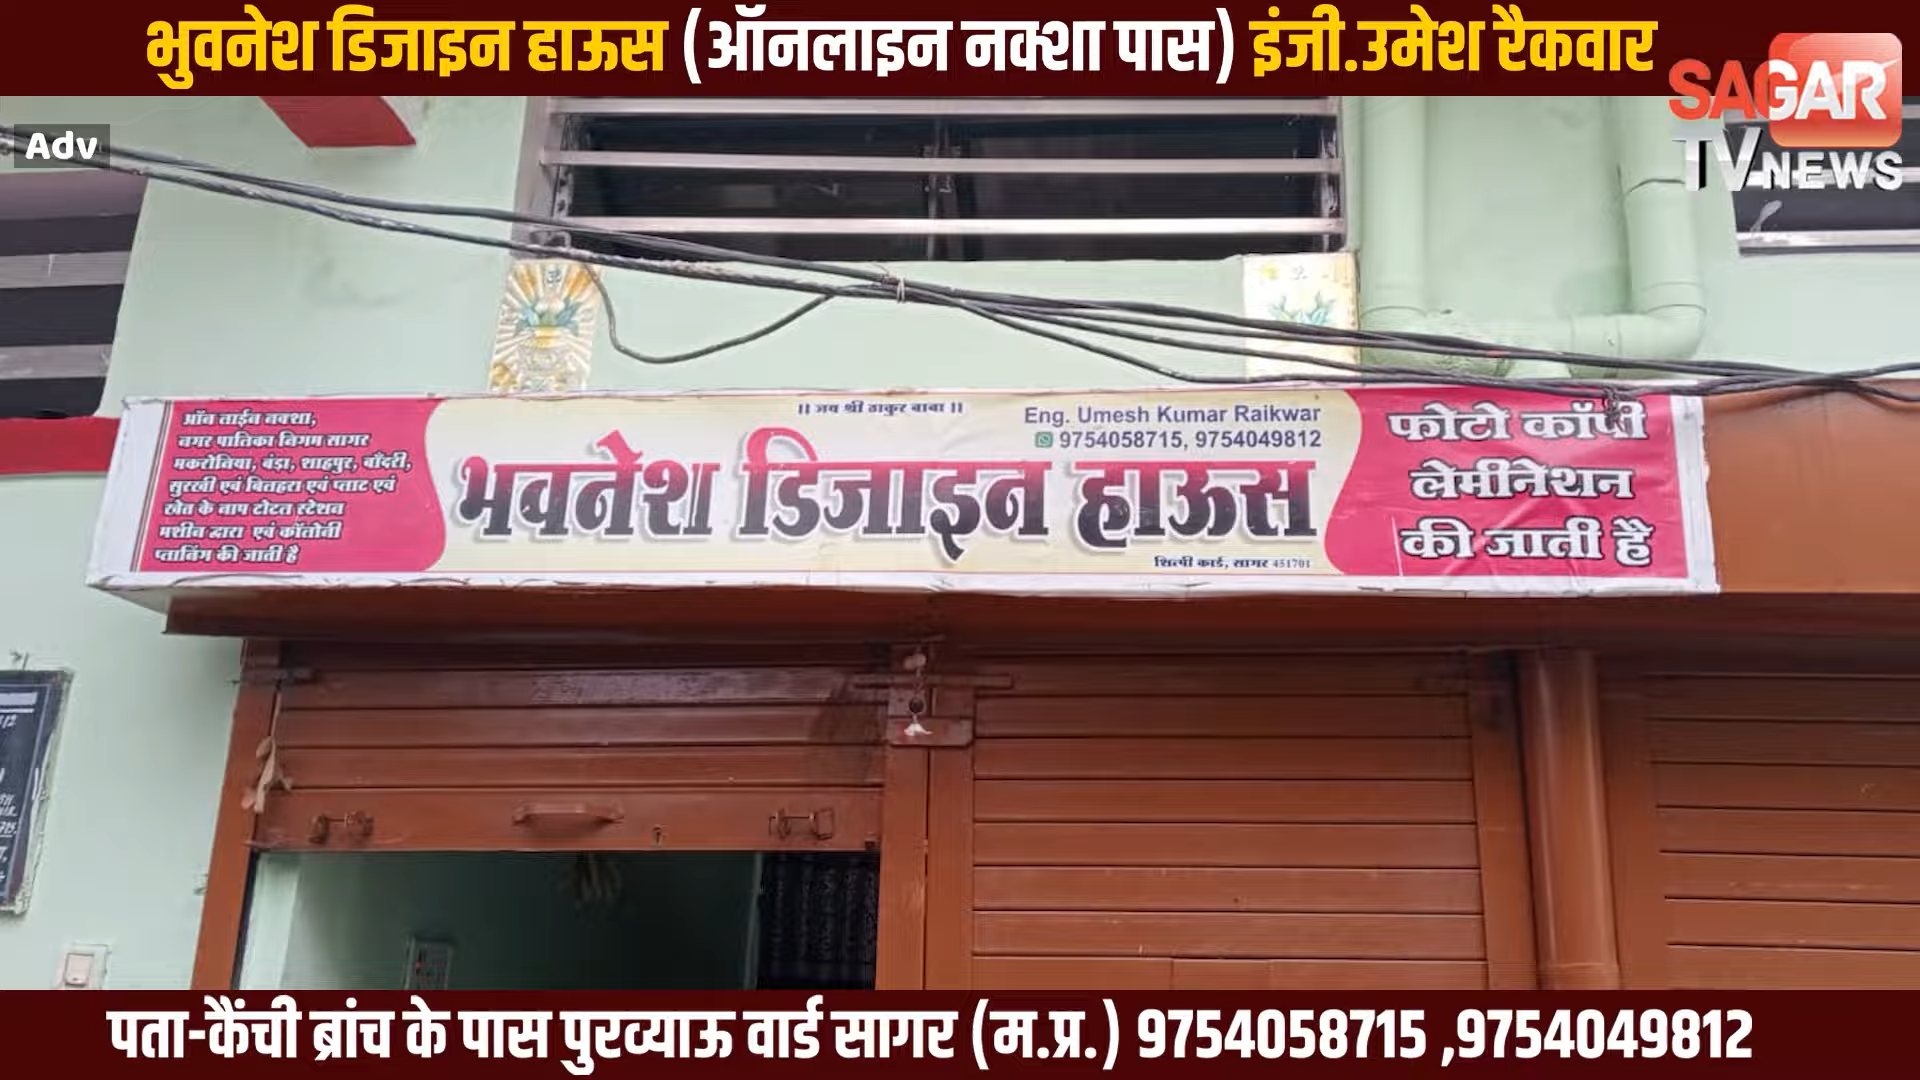 भुवनेश डिजाइन हाऊस (ऑनलाइन नक्शा पास) इंजी.उमेश रैकवार
SAGAR
TV NEWS
Adv
ऑन लाईन नक्शा,
नगर पालिका निगम सागर
मकरोनिया, बंडा, शाहपुर, बाँदरी,
सुरखी एवं बिलहरा एवं प्लाट एवं
खेत के नाप टोटल स्टेशन
मशीन द्वारा एवं कॉलोनी
प्लानिंग की जाती है
।। जय श्री ठाकुर बाबा ।।
Eng. Umesh Kumar Raikwar
9754058715, 9754049812
भवनेश डिजाइन हाऊस
शिल्पी कार्ड, सागर 451701
फोटो कॉपी
लेमीनेशन
की जाती है
पता-कैंची ब्रांच के पास पुरव्याऊ वार्ड सागर (म.प्र.) 9754058715 ,9754049812